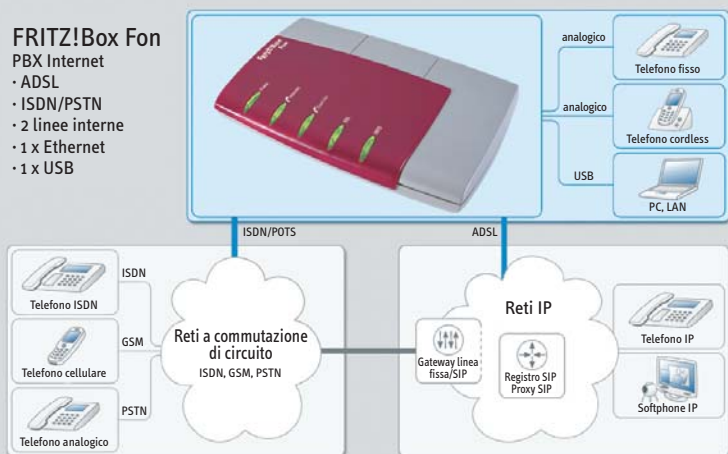 FRITZ!Box Fon
PBX Internet
· ADSL
· ISDN/PSTN
· 2 linee interne
· 1 x Ethernet
· 1 x USB
analogico
Telefono fisso
analogico
Telefono cordless
USB
PC, LAN
ISDN/POTS
ADSL
ISDN
Telefono ISDN
GSM
Telefono cellulare
PSTN
Telefono analogico
Reti a commutazione
di circuito
ISDN, GSM, PSTN
Reti IP
Gateway linea
fissa/SIP
Registro SIP
Proxy SIP
Telefono IP
Softphone IP